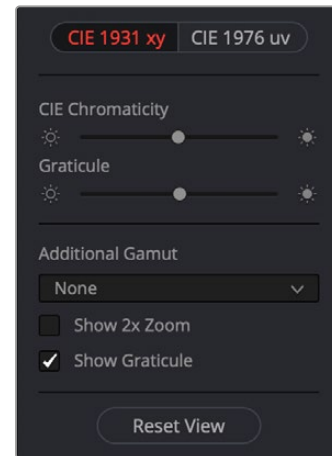 CIE 1931 xy CIE 1976 uv
CIE Chromaticity
Graticule
Additional Gamut
None
Show 2x Zoom
Show Graticule
Reset View